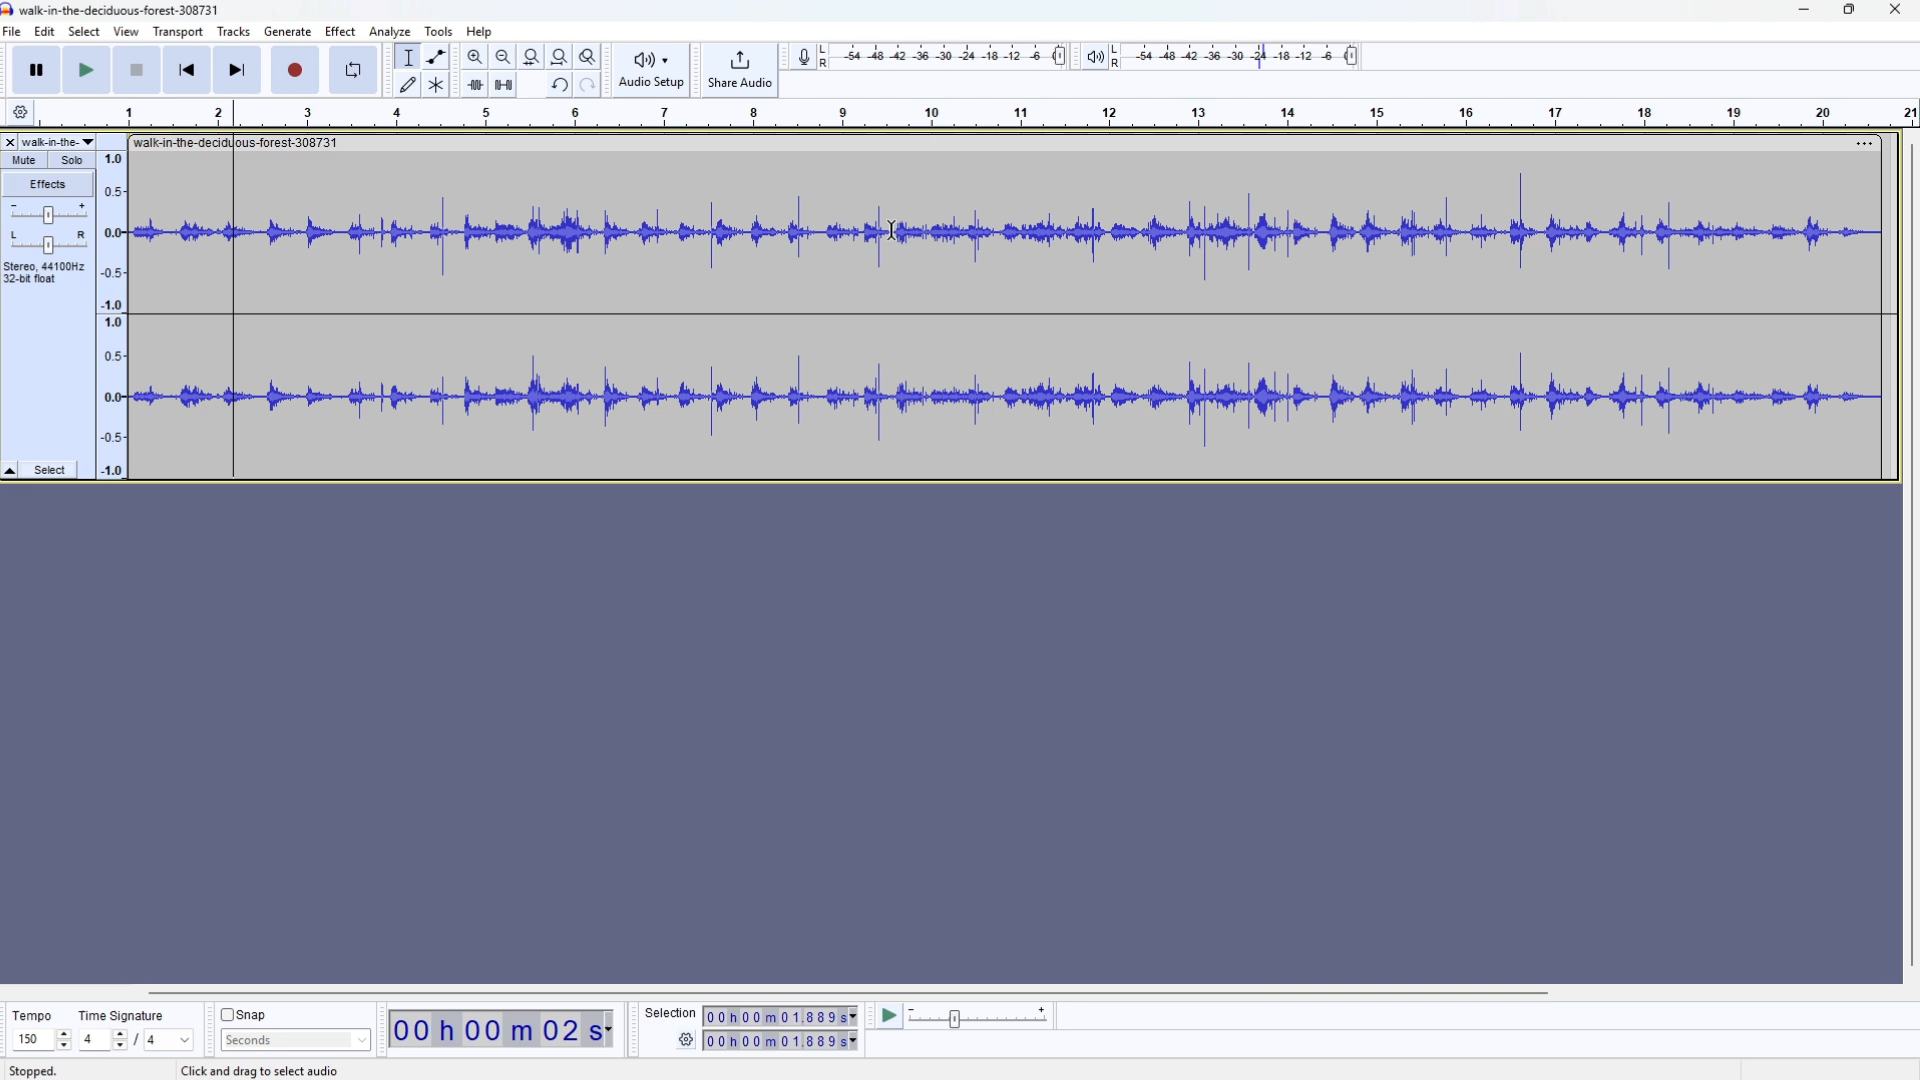 walk-in-the-deciduous-forest-308731
File Edit Select View Transport Tracks Generate Effect Analyze Tools Help
Audio Setup
Share Audio
L
R
-54 -48 -42 -36 -30 -24 -18 -12 -6
L
R
-54 -48 -42 -36 -30 -24 -18 -12 -6
1 2 3 4 5 6 7 8 9 10 11 12 13 14 15 16 17 18 19 20 21
walk-in-the-
walk-in-the-deciduous-forest-308731
Mute Solo
Effects
- +
L R
Stereo, 44100Hz
32-bit float
Select
1.0
0.5
0.0
-0.5
-1.0
1.0
0.5
0.0
-0.5
-1.0
Tempo Time Signature
150 4 / 4
Snap
Seconds
00 h 00 m 02 s
Selection
00 h 00 m 01.889 s
00 h 00 m 01.889 s
- +
Stopped. Click and drag to select audio